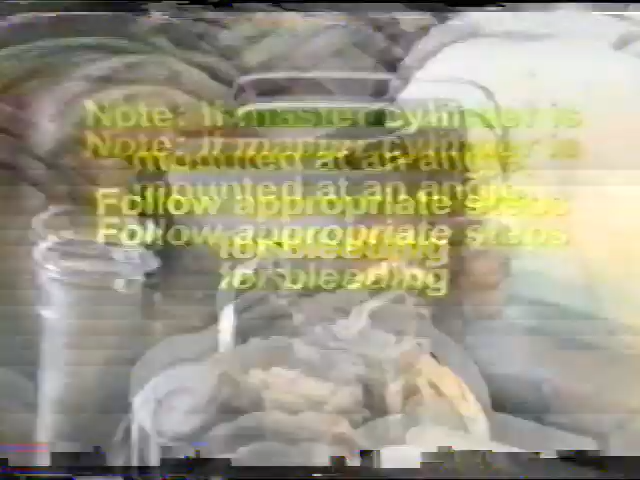 Note: If master cylinder is
mounted at an angle
Follow appropriate steps
for bleeding